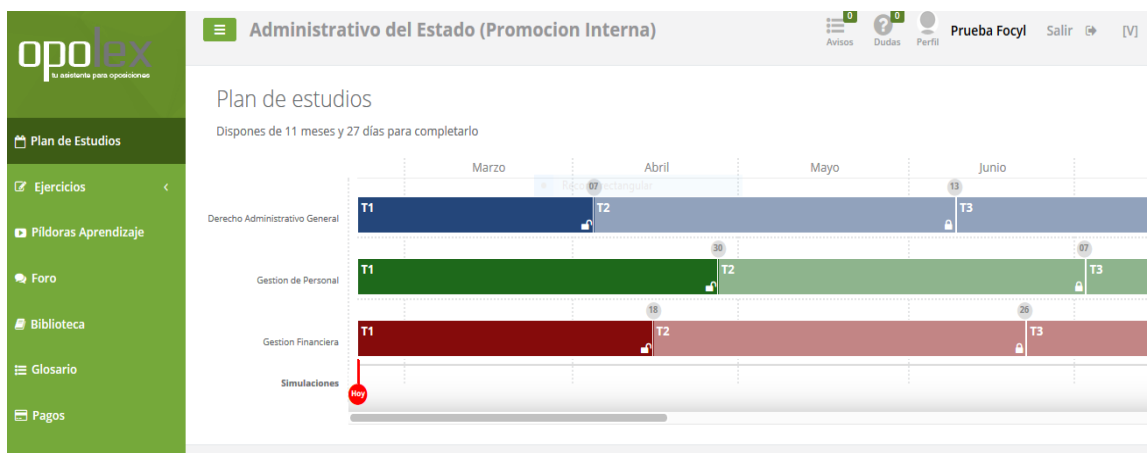 opolex
tu asistente para oposiciones
Administrativo del Estado (Promocion Interna)
0
Avisos
0
Dudas
Perfil
Prueba Focyl
Salir
[V]
Plan de Estudios
Ejercicios
Píldoras Aprendizaje
Foro
Biblioteca
Glosario
Pagos
Plan de estudios
Dispones de 11 meses y 27 días para completarlo
Marzo Abril Mayo Junio
07 13
Derecho Administrativo General
T1 T2 T3
30 07
Gestion de Personal
T1 T2 T3
18 26
Gestion Financiera
T1 T2 T3
Simulaciones
Hoy